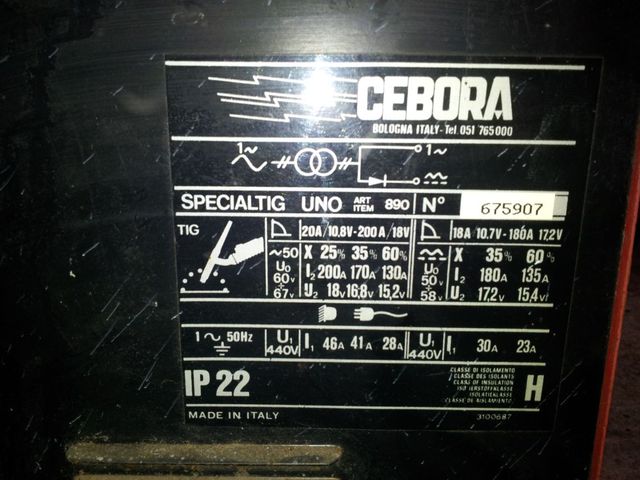 CEBORA
BOLOGNA ITALY-Tel 051 765000
1~ 1~
SPECIALTIG UNO ART ITEM 890 N° 675907
TIG 20A/10.8V-200A/18V 18A/10.7V-180A 17,2V
~50 X 25% 35% 60% X 35% 60%
U0 60V ÷ 67V I2 200A 170A 130A U0 50V ÷ 58V I2 180A 135A
U2 18V 16,8V 15,2V U2 17,2V 15,4V
1~ 50Hz U1 440V I1 46A 41A 28A U1 440V I1 30A 23A
IP 22 CLASSE DI ISOLAMENTO
CLASSE DES ISOLANTS
CLASS OF INSULATION
ISOLATIEKLASSE
H
MADE IN ITALY 3100687